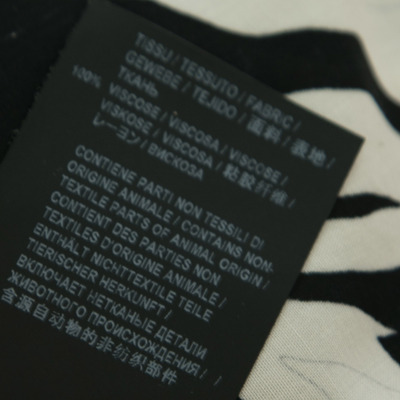 TISSU / TESSUTO / FABRIC /
GEWEBE / TEJIDO / 面料 / 表地 /
ТКАНЬ
100% VISCOSE / VISCOSA / VISCOSE /
VISKOSE / VISCOSA / 粘胶纤维 /
レーヨン / ВИСКОЗА
CONTIENE PARTI NON TESSILI DI
ORIGINE ANIMALE / CONTAINS NON-
TEXTILE PARTS OF ANIMAL ORIGIN /
CONTIENT DES PARTIES NON
TEXTILES D'ORIGINE ANIMALE /
ENTHÄLT NICHTTEXTILE TEILE
TIERISCHER HERKUNFT /
ВКЛЮЧАЕТ НЕТКАНЫЕ ДЕТАЛИ
ЖИВОТНОГО ПРОИСХОЖДЕНИЯ /
含源自动物的非纺织部件